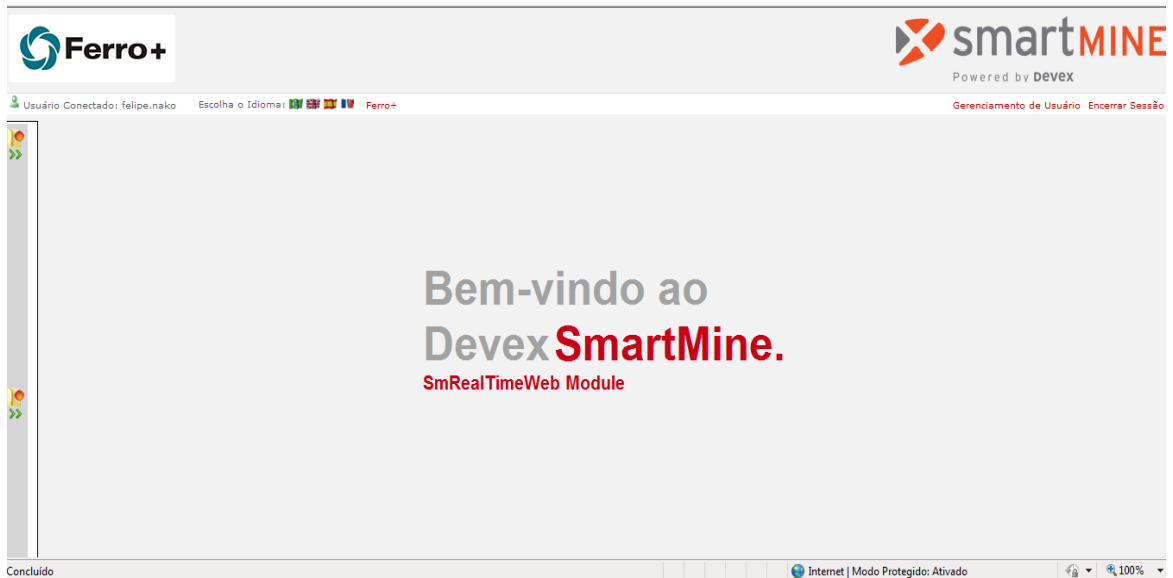 Ferro+
smartMINE
Powered by Devex
Usuário Conectado: felipe.nako Escolha o Idioma: Ferro+ Gerenciamento de Usuário Encerrar Sessão
Bem-vindo ao
Devex SmartMine.
SmRealTimeWeb Module
Concluído Internet | Modo Protegido: Ativado 100%